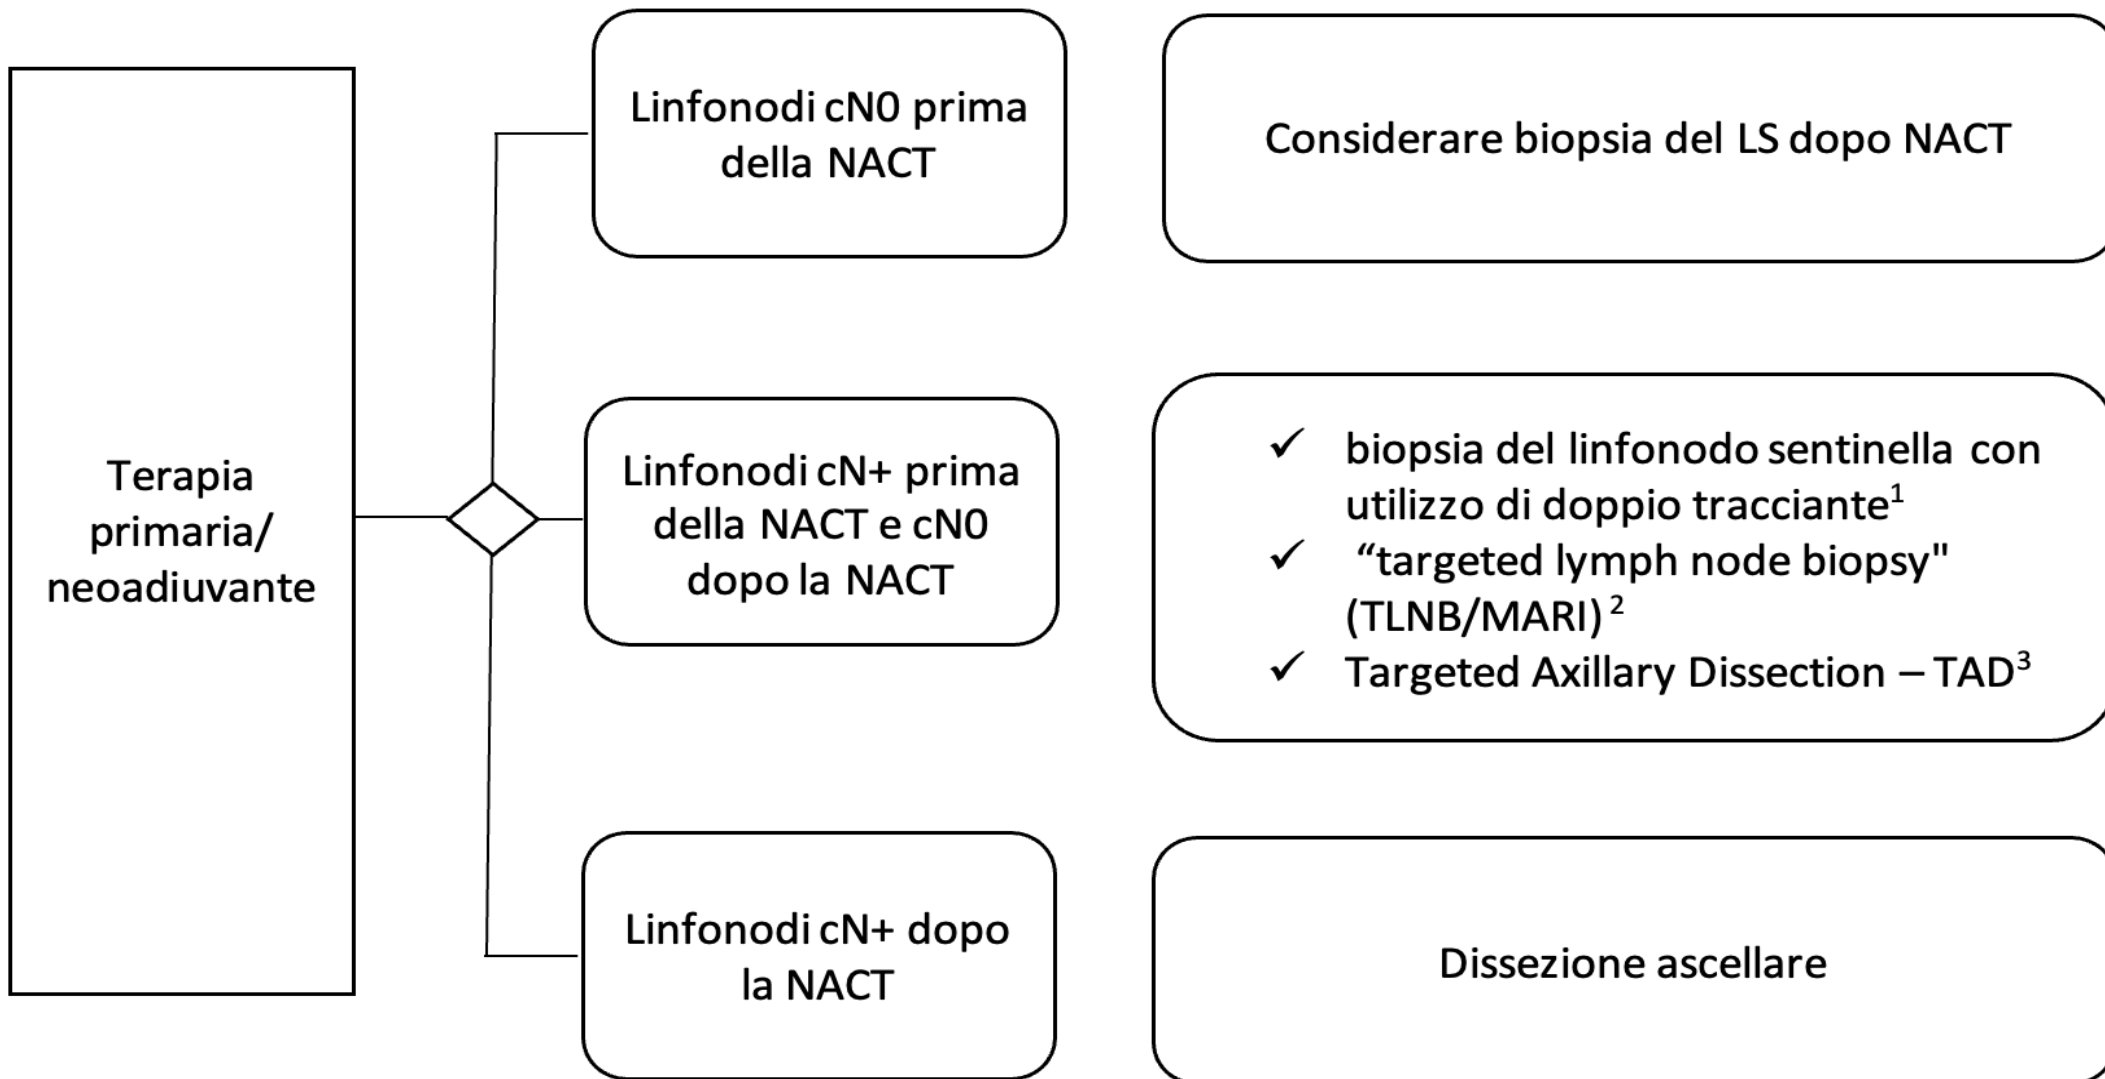 Terapia
primaria/
neoadiuvante
Linfonodi cN0 prima
della NACT
Considerare biopsia del LS dopo NACT
Linfonodi cN+ prima
della NACT e cN0
dopo la NACT
✓ biopsia del linfonodo sentinella con
utilizzo di doppio tracciante¹
✓ “targeted lymph node biopsy"
(TLNB/MARI)²
✓ Targeted Axillary Dissection – TAD³
Linfonodi cN+ dopo
la NACT
Dissezione ascellare